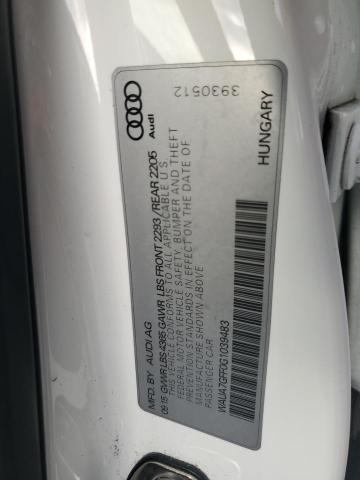 Audi
3930512
MFD. BY AUDI AG
09.15 GVWR LBS 4365 GAWR LBS FRONT 2293 / REAR 2205
THIS VEHICLE CONFORMS TO ALL APPLICABLE U S
FEDERAL MOTOR VEHICLE SAFETY, BUMPER AND THEFT
PREVENTION STANDARDS IN EFFECT ON THE DATE OF
MANUFACTURE SHOWN ABOVE
PASSENGER CAR
WAUA7GFF0G1039483
HUNGARY